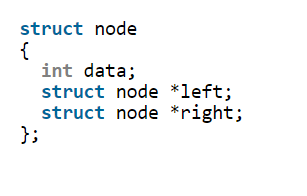 struct node
{
  int data;
  struct node *left;
  struct node *right;
};